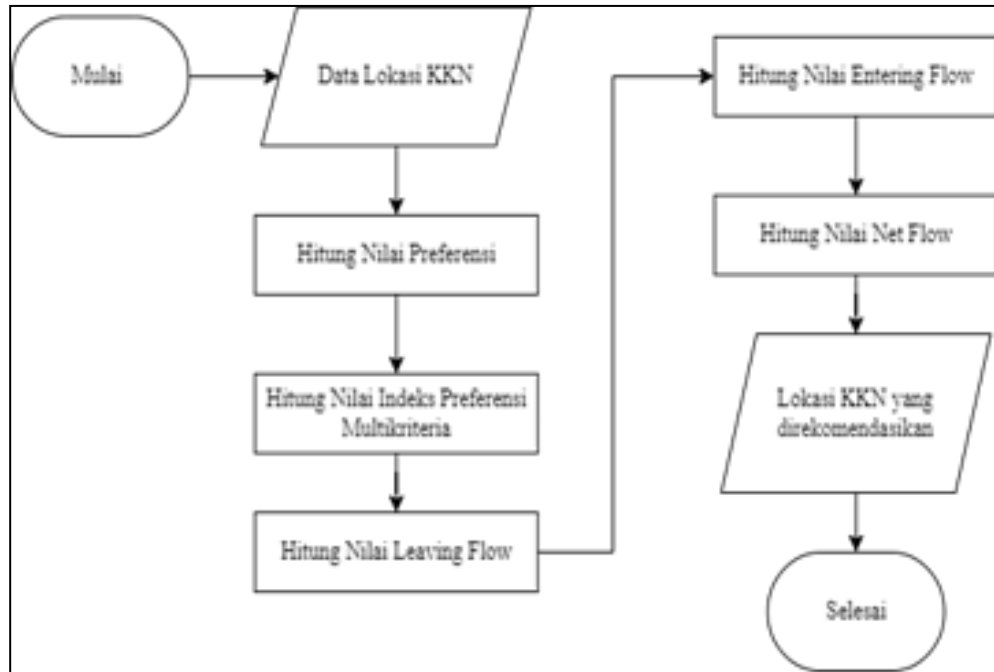 Mulai
Data Lokasi KKN
Hitung Nilai Preferensi
Hitung Nilai Indeks Preferensi
Multikriteria
Hitung Nilai Leaving Flow
Hitung Nilai Entering Flow
Hitung Nilai Net Flow
Lokasi KKN yang
direkomendasikan
Selesai